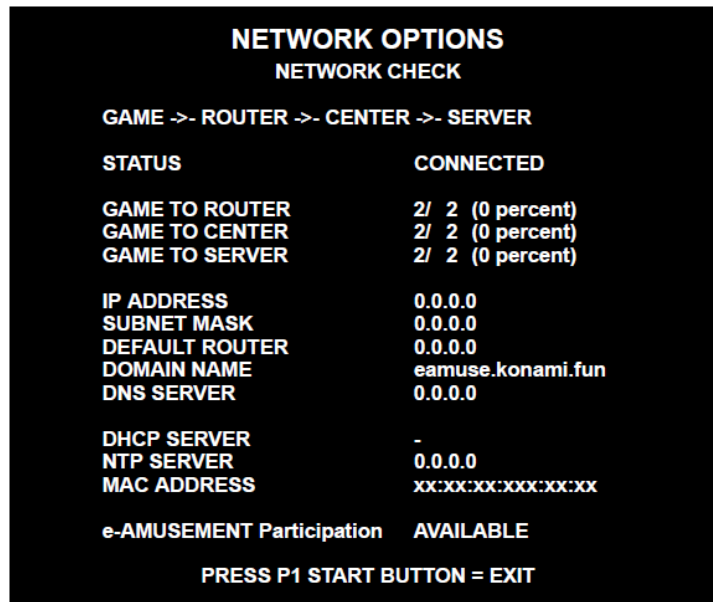 NETWORK OPTIONS
NETWORK CHECK
GAME ->- ROUTER ->- CENTER ->- SERVER
STATUS CONNECTED
GAME TO ROUTER 2/ 2 (0 percent)
GAME TO CENTER 2/ 2 (0 percent)
GAME TO SERVER 2/ 2 (0 percent)
IP ADDRESS 0.0.0.0
SUBNET MASK 0.0.0.0
DEFAULT ROUTER 0.0.0.0
DOMAIN NAME eamuse.konami.fun
DNS SERVER 0.0.0.0
DHCP SERVER -
NTP SERVER 0.0.0.0
MAC ADDRESS xx:xx:xx:xxx:xx:xx
e-AMUSEMENT Participation AVAILABLE
PRESS P1 START BUTTON = EXIT